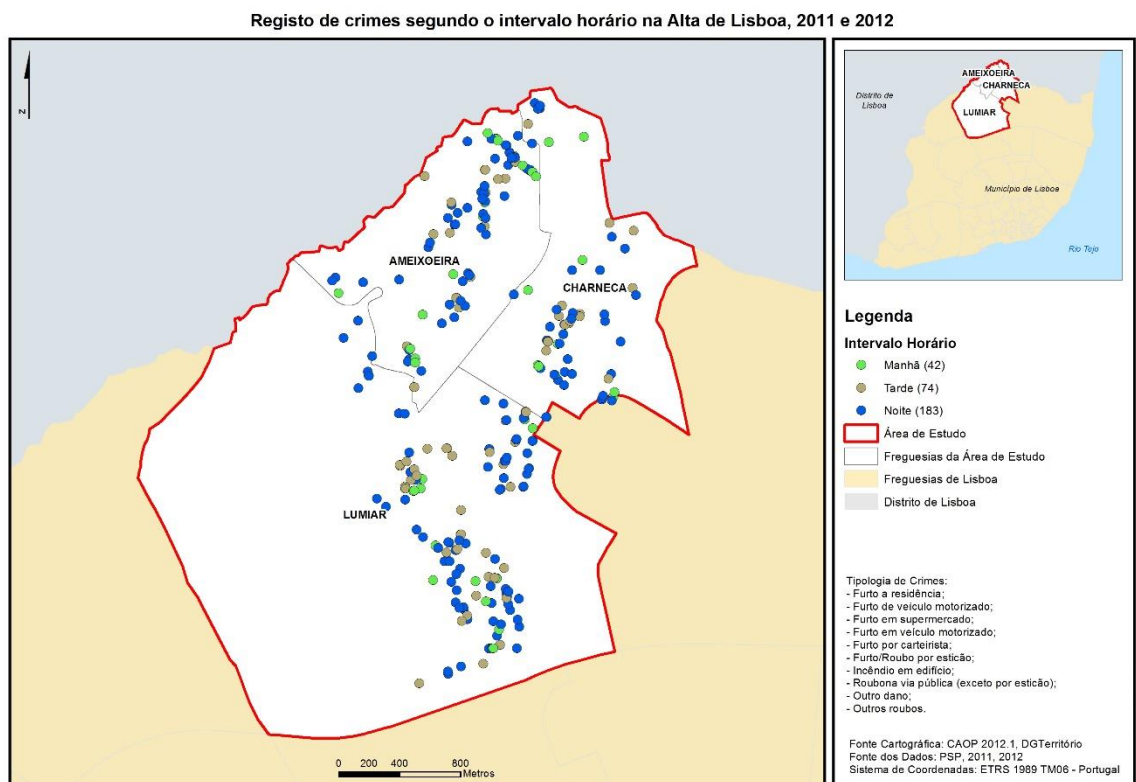 Registo de crimes segundo o intervalo horário na Alta de Lisboa, 2011 e 2012
N
AMEIXOEIRA
CHARNECA
LUMIAR
0 200 400 800
Metros
AMEIXOEIRA
CHARNECA
Distrito de
Lisboa
LUMIAR
Município de Lisboa
Rio Tejo
Legenda
Intervalo Horário
Manhã (42)
Tarde (74)
Noite (183)
Área de Estudo
Freguesias da Área de Estudo
Freguesias de Lisboa
Distrito de Lisboa
Tipologia de Crimes:
- Furto a residência;
- Furto de veículo motorizado;
- Furto em supermercado;
- Furto em veículo motorizado;
- Furto por carteirista;
- Furto/Roubo por esticão;
- Incêndio em edifício;
- Roubona via pública (exceto por esticão);
- Outro dano;
- Outros roubos.
Fonte Cartográfica: CAOP 2012.1, DGTerritório
Fonte dos Dados: PSP, 2011, 2012
Sistema de Coordenadas: ETRS 1989 TM06 - Portugal